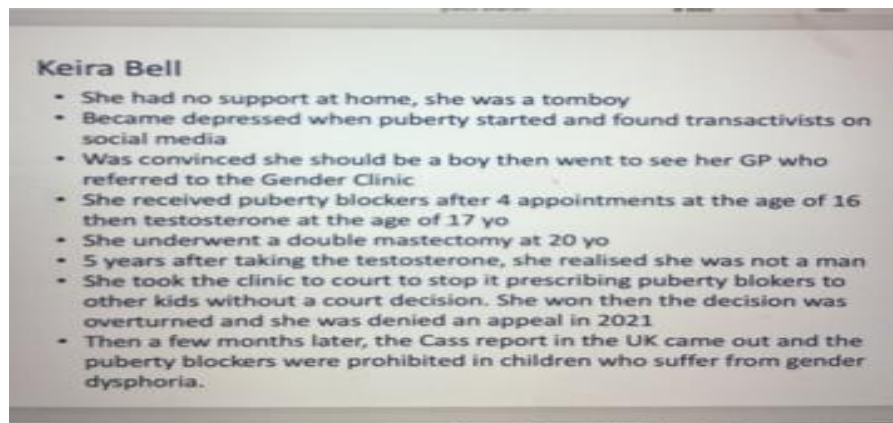 Keira Bell
• She had no support at home, she was a tomboy
• Became depressed when puberty started and found transactivists on
social media
• Was convinced she should be a boy then went to see her GP who
referred to the Gender Clinic
• She received puberty blockers after 4 appointments at the age of 16
then testosterone at the age of 17 yo
• She underwent a double mastectomy at 20 yo
• 5 years after taking the testosterone, she realised she was not a man
• She took the clinic to court to stop it prescribing puberty blokers to
other kids without a court decision. She won then the decision was
overturned and she was denied an appeal in 2021
• Then a few months later, the Cass report in the UK came out and the
puberty blockers were prohibited in children who suffer from gender
dysphoria.